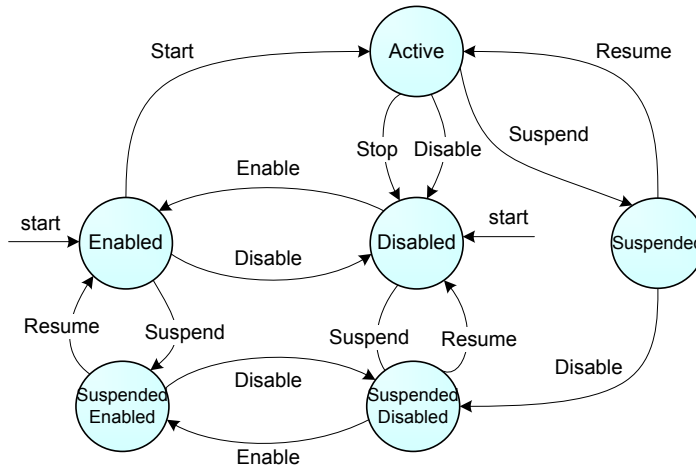 Start
Active
Resume
Suspend
Stop
Disable
Enable
start
Enabled
Disabled
start
Suspended
Disable
Resume
Suspend
Suspend
Resume
Disable
Disable
Suspended
Enabled
Suspended
Disabled
Enable